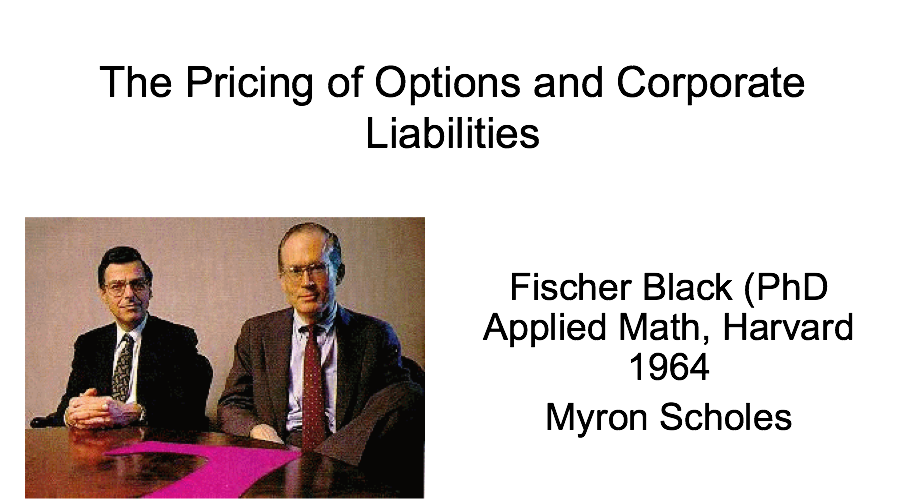 The Pricing of Options and Corporate
Liabilities
Fischer Black (PhD
Applied Math, Harvard
1964
Myron Scholes